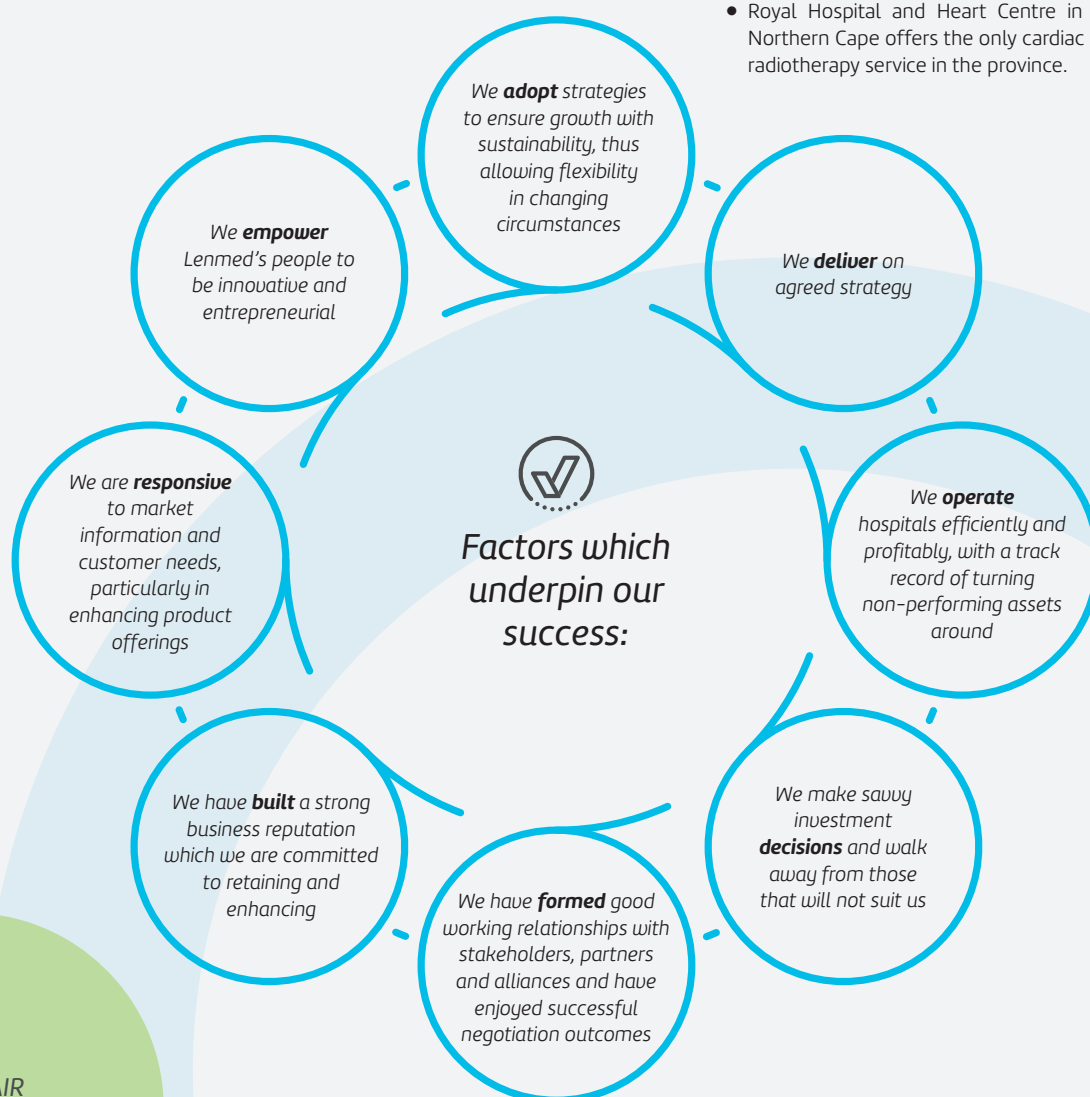 • Royal Hospital and Heart Centre in
Northern Cape offers the only cardiac
radiotherapy service in the province.
We adopt strategies
to ensure growth with
sustainability, thus
allowing flexibility
in changing
circumstances
We deliver on
agreed strategy
We operate
hospitals efficiently and
profitably, with a track
record of turning
non-performing assets
around
We make savvy
investment
decisions and walk
away from those
that will not suit us
We have formed good
working relationships with
stakeholders, partners
and alliances and have
enjoyed successful
negotiation outcomes
We have built a strong
business reputation
which we are committed
to retaining and
enhancing
We are responsive
to market
information and
customer needs,
particularly in
enhancing product
offerings
We empower
Lenmed's people to
be innovative and
entrepreneurial
Factors which
underpin our
success:
AIR